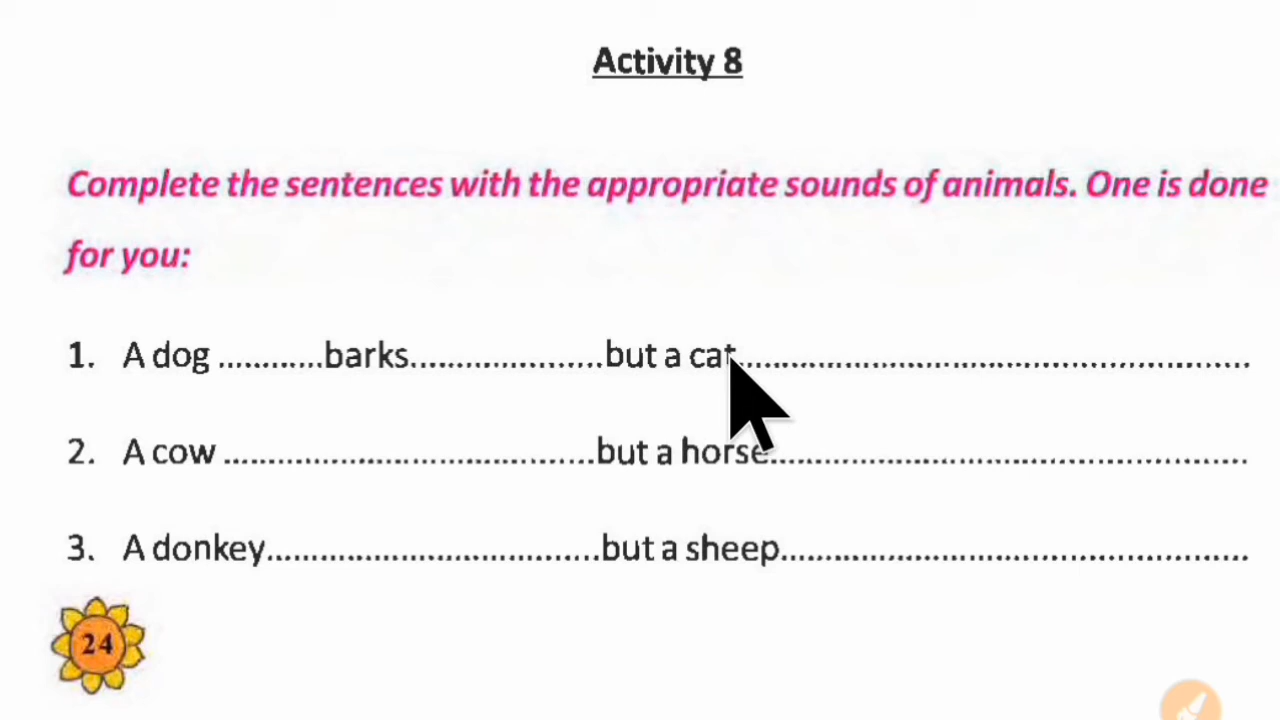 Activity 8
Complete the sentences with the appropriate sounds of animals. One is done
for you:
1. A dog ...........barks....................but a cat....................................................
2. A cow .......................................but a horse..................................................
3. A donkey...................................but a sheep.................................................
24